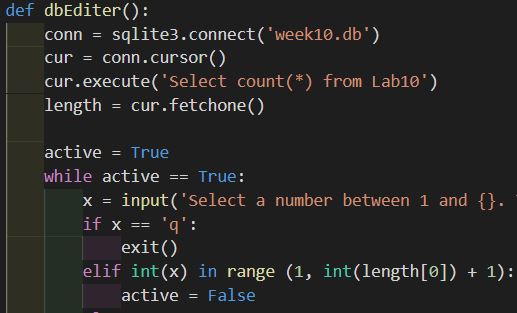 def dbEditer():
    conn = sqlite3.connect('week10.db')
    cur = conn.cursor()
    cur.execute('Select count(*) from Lab10')
    length = cur.fetchone()

    active = True
    while active == True:
        x = input('Select a number between 1 and {}.
        if x == 'q':
            exit()
        elif int(x) in range (1, int(length[0]) + 1):
            active = False